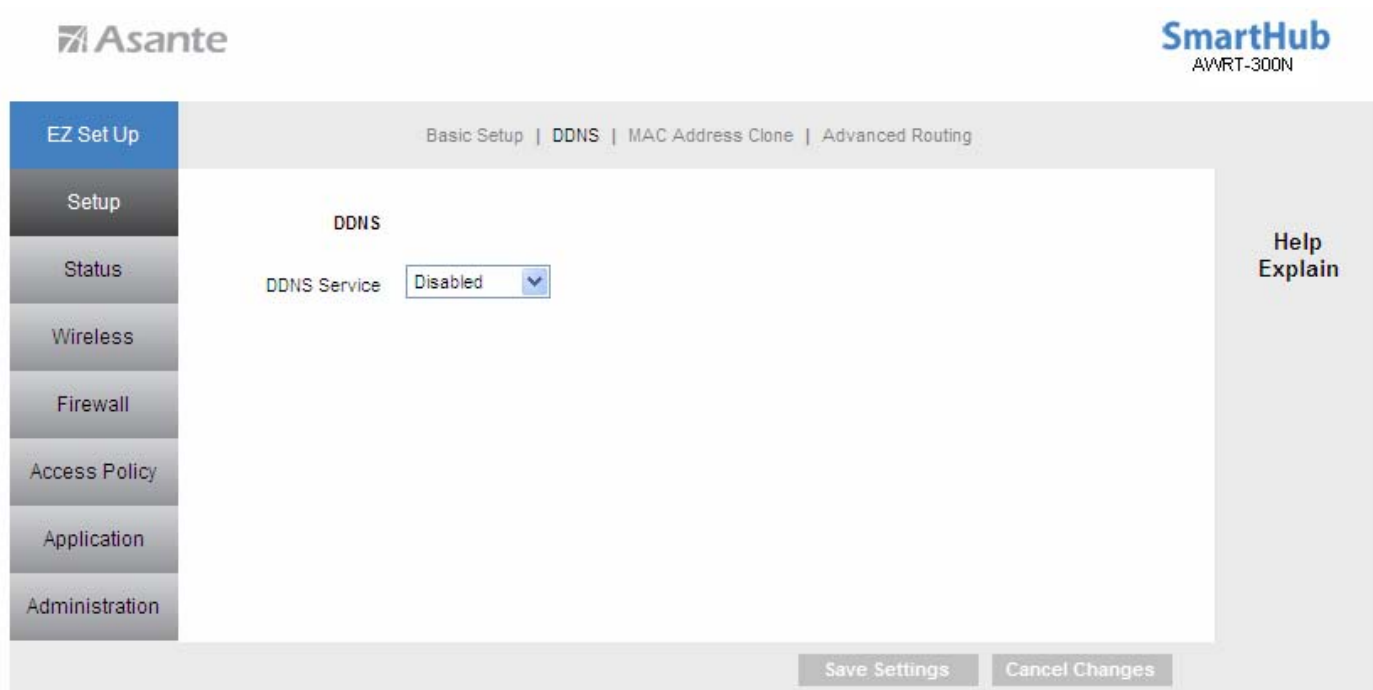 Asante
SmartHub
AWRT-300N
EZ Set Up
Basic Setup | DDNS | MAC Address Clone | Advanced Routing
Setup
Status
Wireless
Firewall
Access Policy
Application
Administration
DDNS
DDNS Service Disabled
Help
Explain
Save Settings Cancel Changes